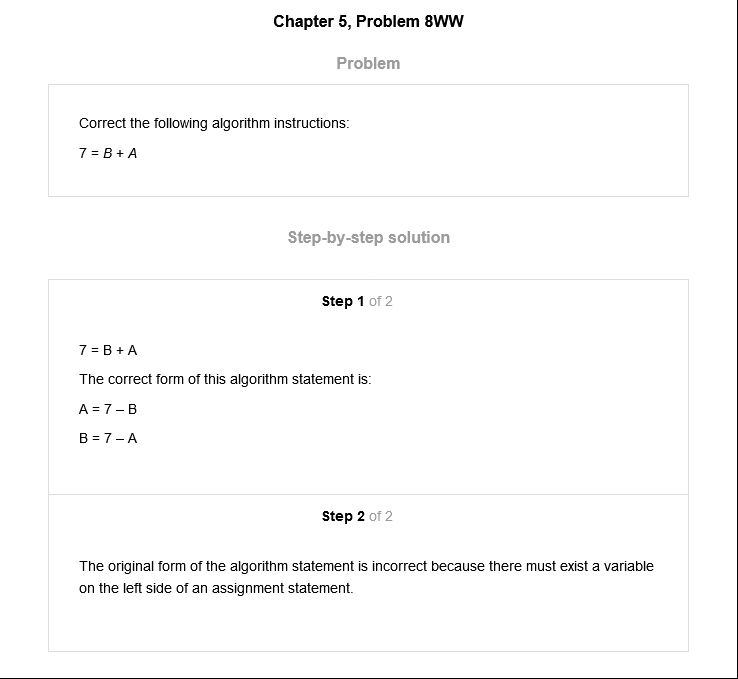 Chapter 5, Problem 8WW
Problem
Correct the following algorithm instructions:
7 = B + A
Step-by-step solution
Step 1 of 2
7 = B + A
The correct form of this algorithm statement is:
A = 7 – B
B = 7 – A
Step 2 of 2
The original form of the algorithm statement is incorrect because there must exist a variable
on the left side of an assignment statement.